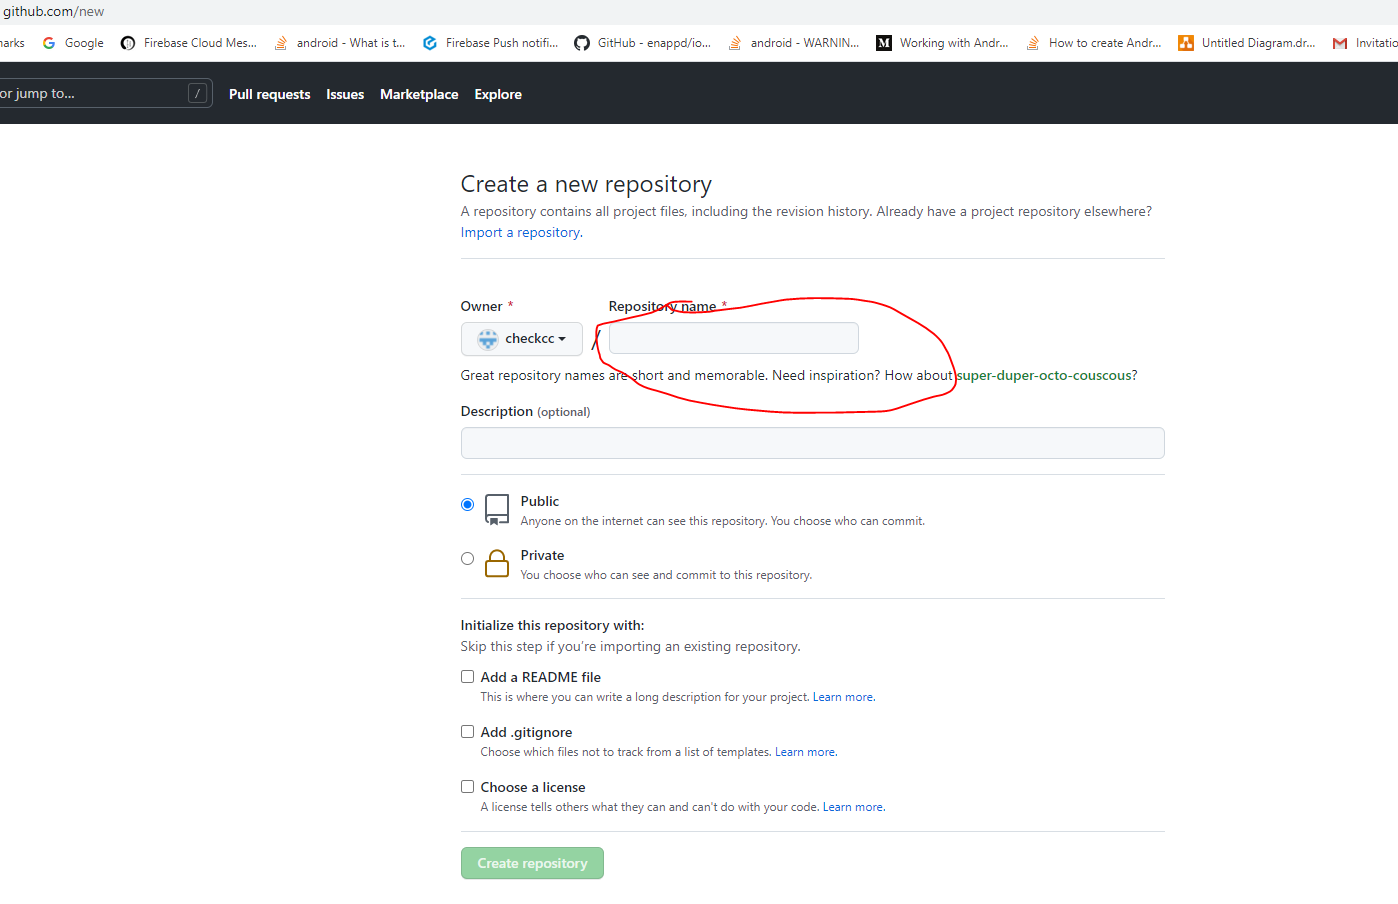 github.com/new
arks Google Firebase Cloud Mes... android - What is t... Firebase Push notifi... GitHub - enappd/io... android - WARNIN... Working with Andr... How to create Andr... Untitled Diagram.dr... Invitatio
or jump to... / Pull requests Issues Marketplace Explore
Create a new repository
A repository contains all project files, including the revision history. Already have a project repository elsewhere?
Import a repository.
Owner * Repository name *
checkcc /
Great repository names are short and memorable. Need inspiration? How about super-duper-octo-couscous?
Description (optional)
Public
Anyone on the internet can see this repository. You choose who can commit.
Private
You choose who can see and commit to this repository.
Initialize this repository with:
Skip this step if you’re importing an existing repository.
Add a README file
This is where you can write a long description for your project. Learn more.
Add .gitignore
Choose which files not to track from a list of templates. Learn more.
Choose a license
A license tells others what they can and can't do with your code. Learn more.
Create repository